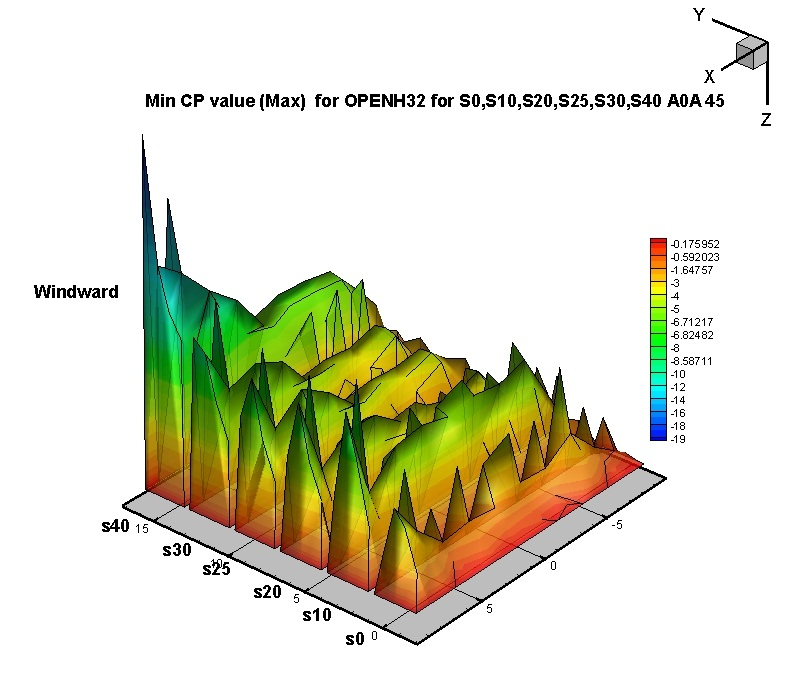 Y
X
Z
Min CP value (Max) for OPENH32 for S0,S10,S20,S25,S30,S40 A0A 45
-0.175952
-0.592023
-1.64757
-3
-4
-5
-6.71217
-6.82482
-8
-8.58711
-10
-12
-14
-16
-18
-19
Windward
s40
15
s30
10
s25
s20
5
s10
s0
0
5
0
-5